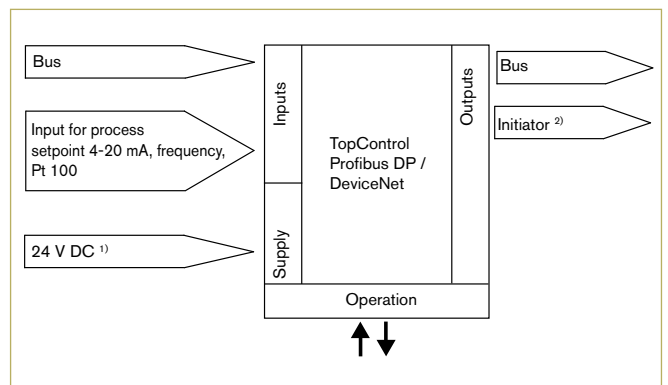 Bus
Input for process
setpoint 4-20 mA, frequency,
Pt 100
24 V DC 1)
Inputs
Supply
TopControl
Profibus DP /
DeviceNet
Operation
Outputs
Bus
Initiator 2)